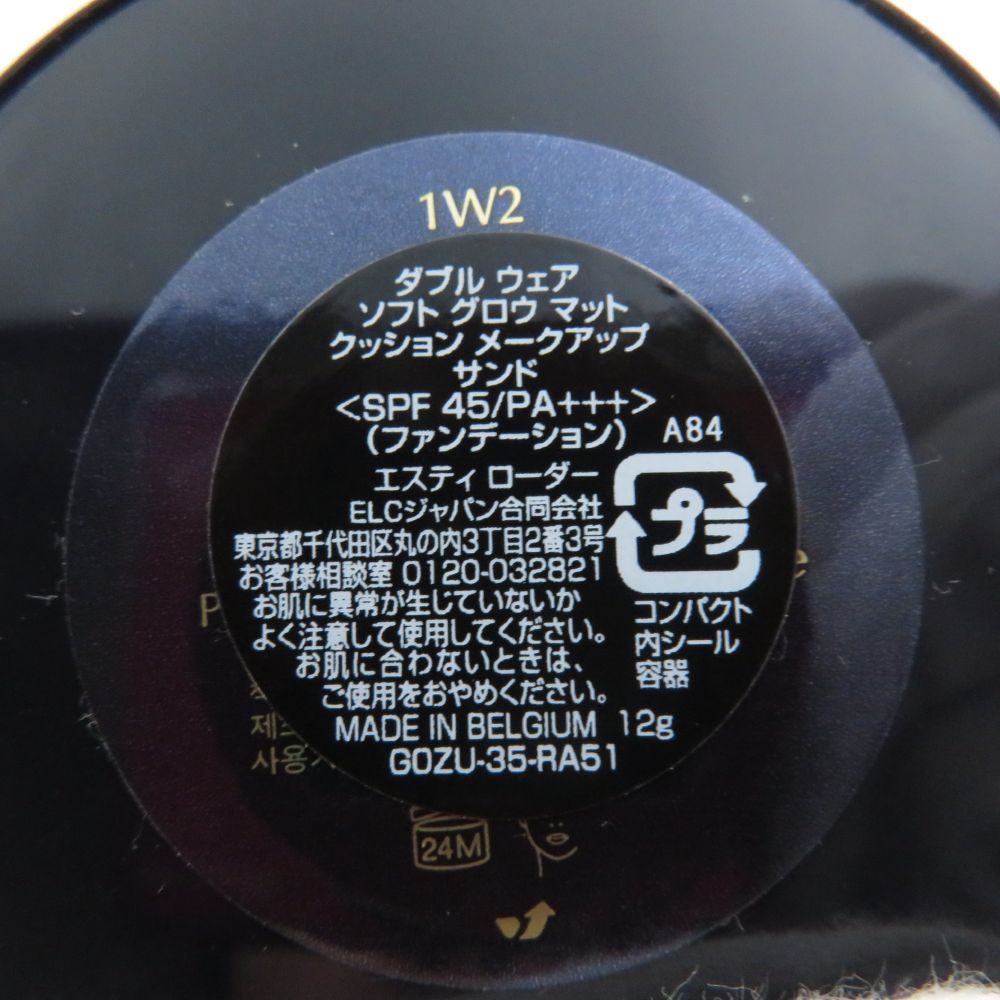 1W2
ダブル ウェア
ソフト グロウ マット
クッション メークアップ
サンド
<SPF 45/PA+++>
(ファンデーション)
A84
エスティ ローダー
ELCジャパン合同会社
東京都千代田区丸の内3丁目2番3号
お客様相談室 0120-032821
お肌に異常が生じていないか
よく注意して使用してください。
お肌に合わないときは、
ご使用をおやめください。
プラ
コンパクト
内シール
容器
MADE IN BELGIUM 12g
GOZU-35-RA51
24M